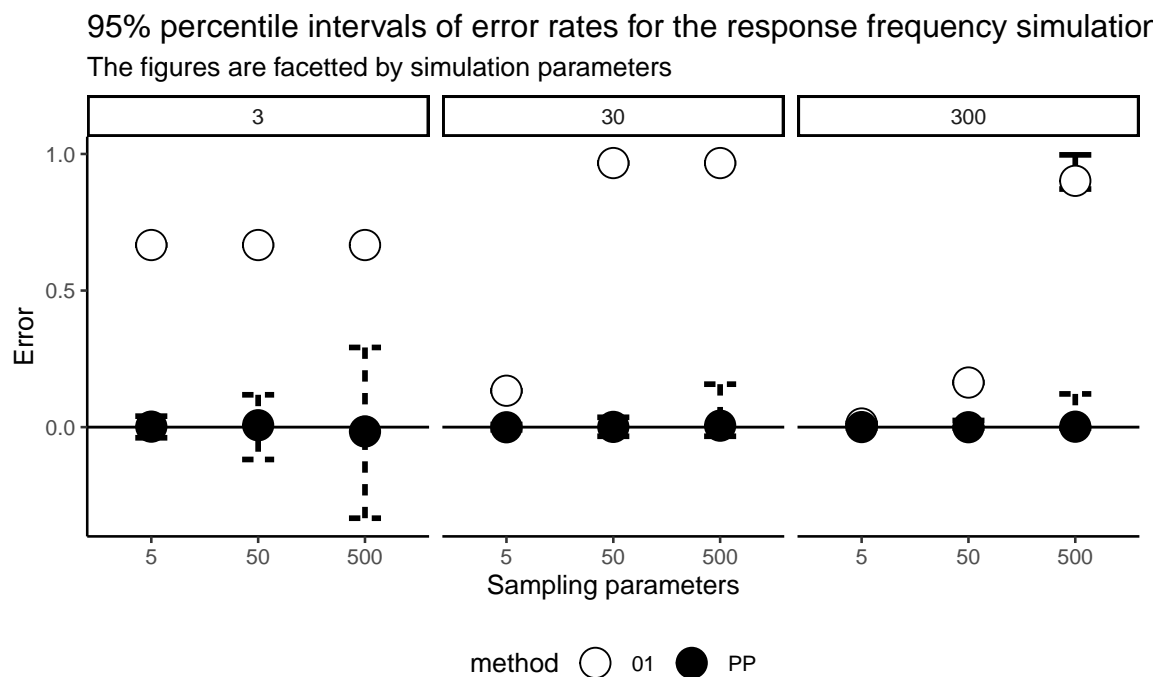 95% percentile intervals of error rates for the response frequency simulation
The figures are facetted by simulation parameters
3 30 300
1.0
0.5
0.0
Error
5 50 500 5 50 500 5 50 500
Sampling parameters
method 01 PP